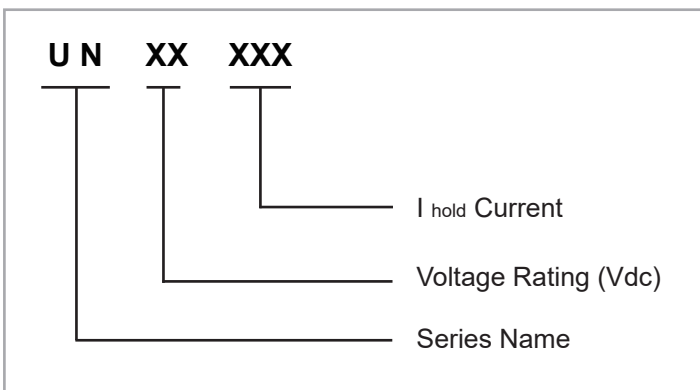 U N XX XXX
I hold Current
Voltage Rating (Vdc)
Series Name